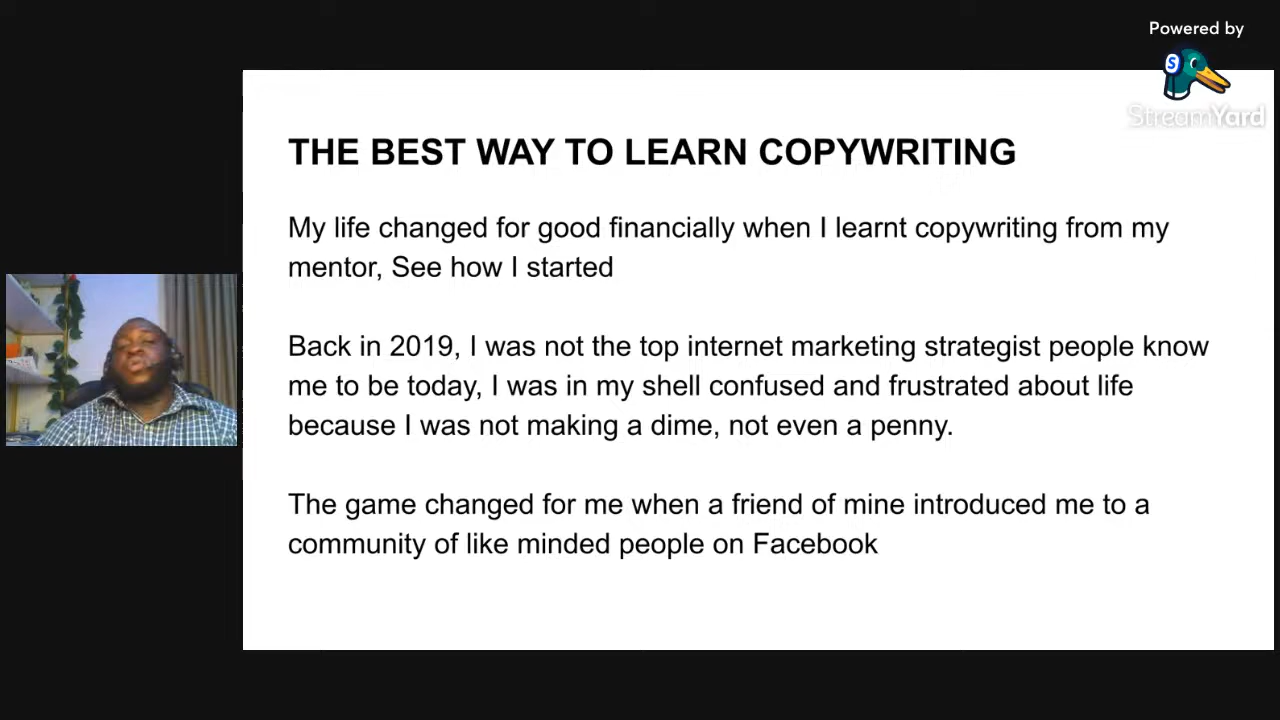 Powered by
S
StreamYard
THE BEST WAY TO LEARN COPYWRITING
My life changed for good financially when I learnt copywriting from my
mentor, See how I started
Back in 2019, I was not the top internet marketing strategist people know
me to be today, I was in my shell confused and frustrated about life
because I was not making a dime, not even a penny.
The game changed for me when a friend of mine introduced me to a
community of like minded people on Facebook